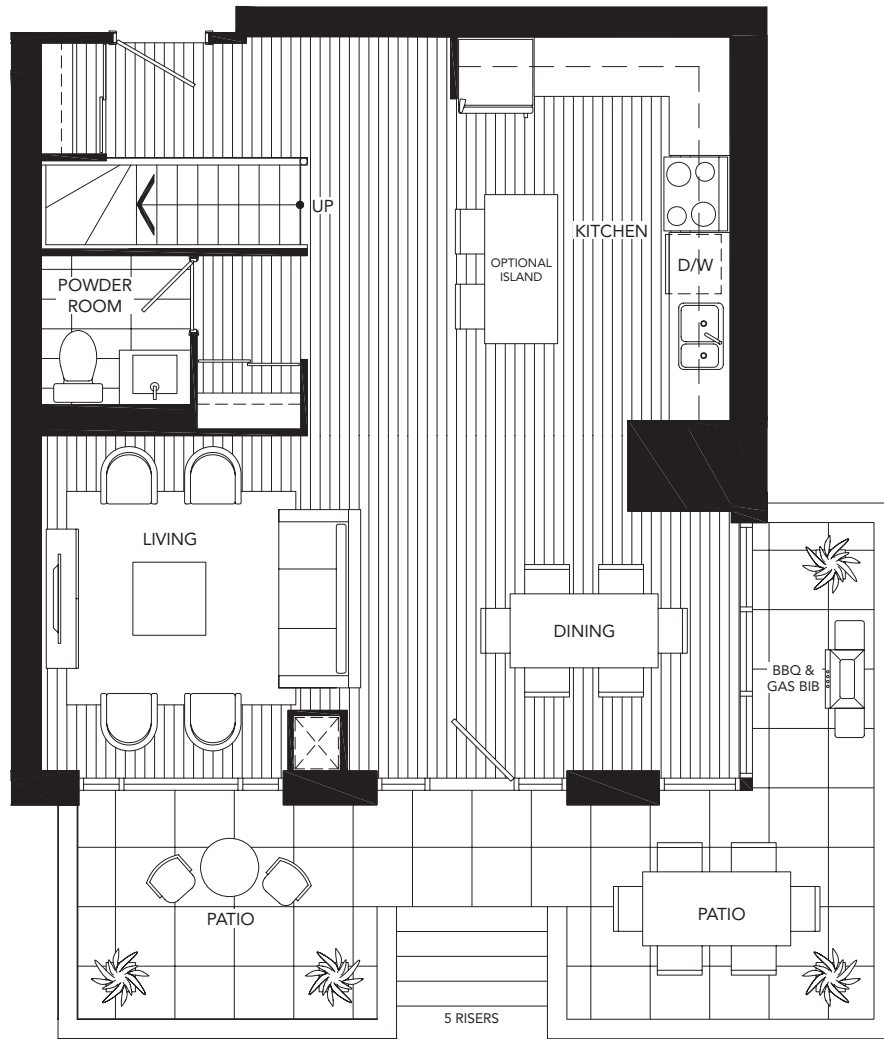 UP
KITCHEN
OPTIONAL
ISLAND
D/W
POWDER
ROOM
LIVING
DINING
BBQ &
GAS BIB
PATIO
PATIO
5 RISERS